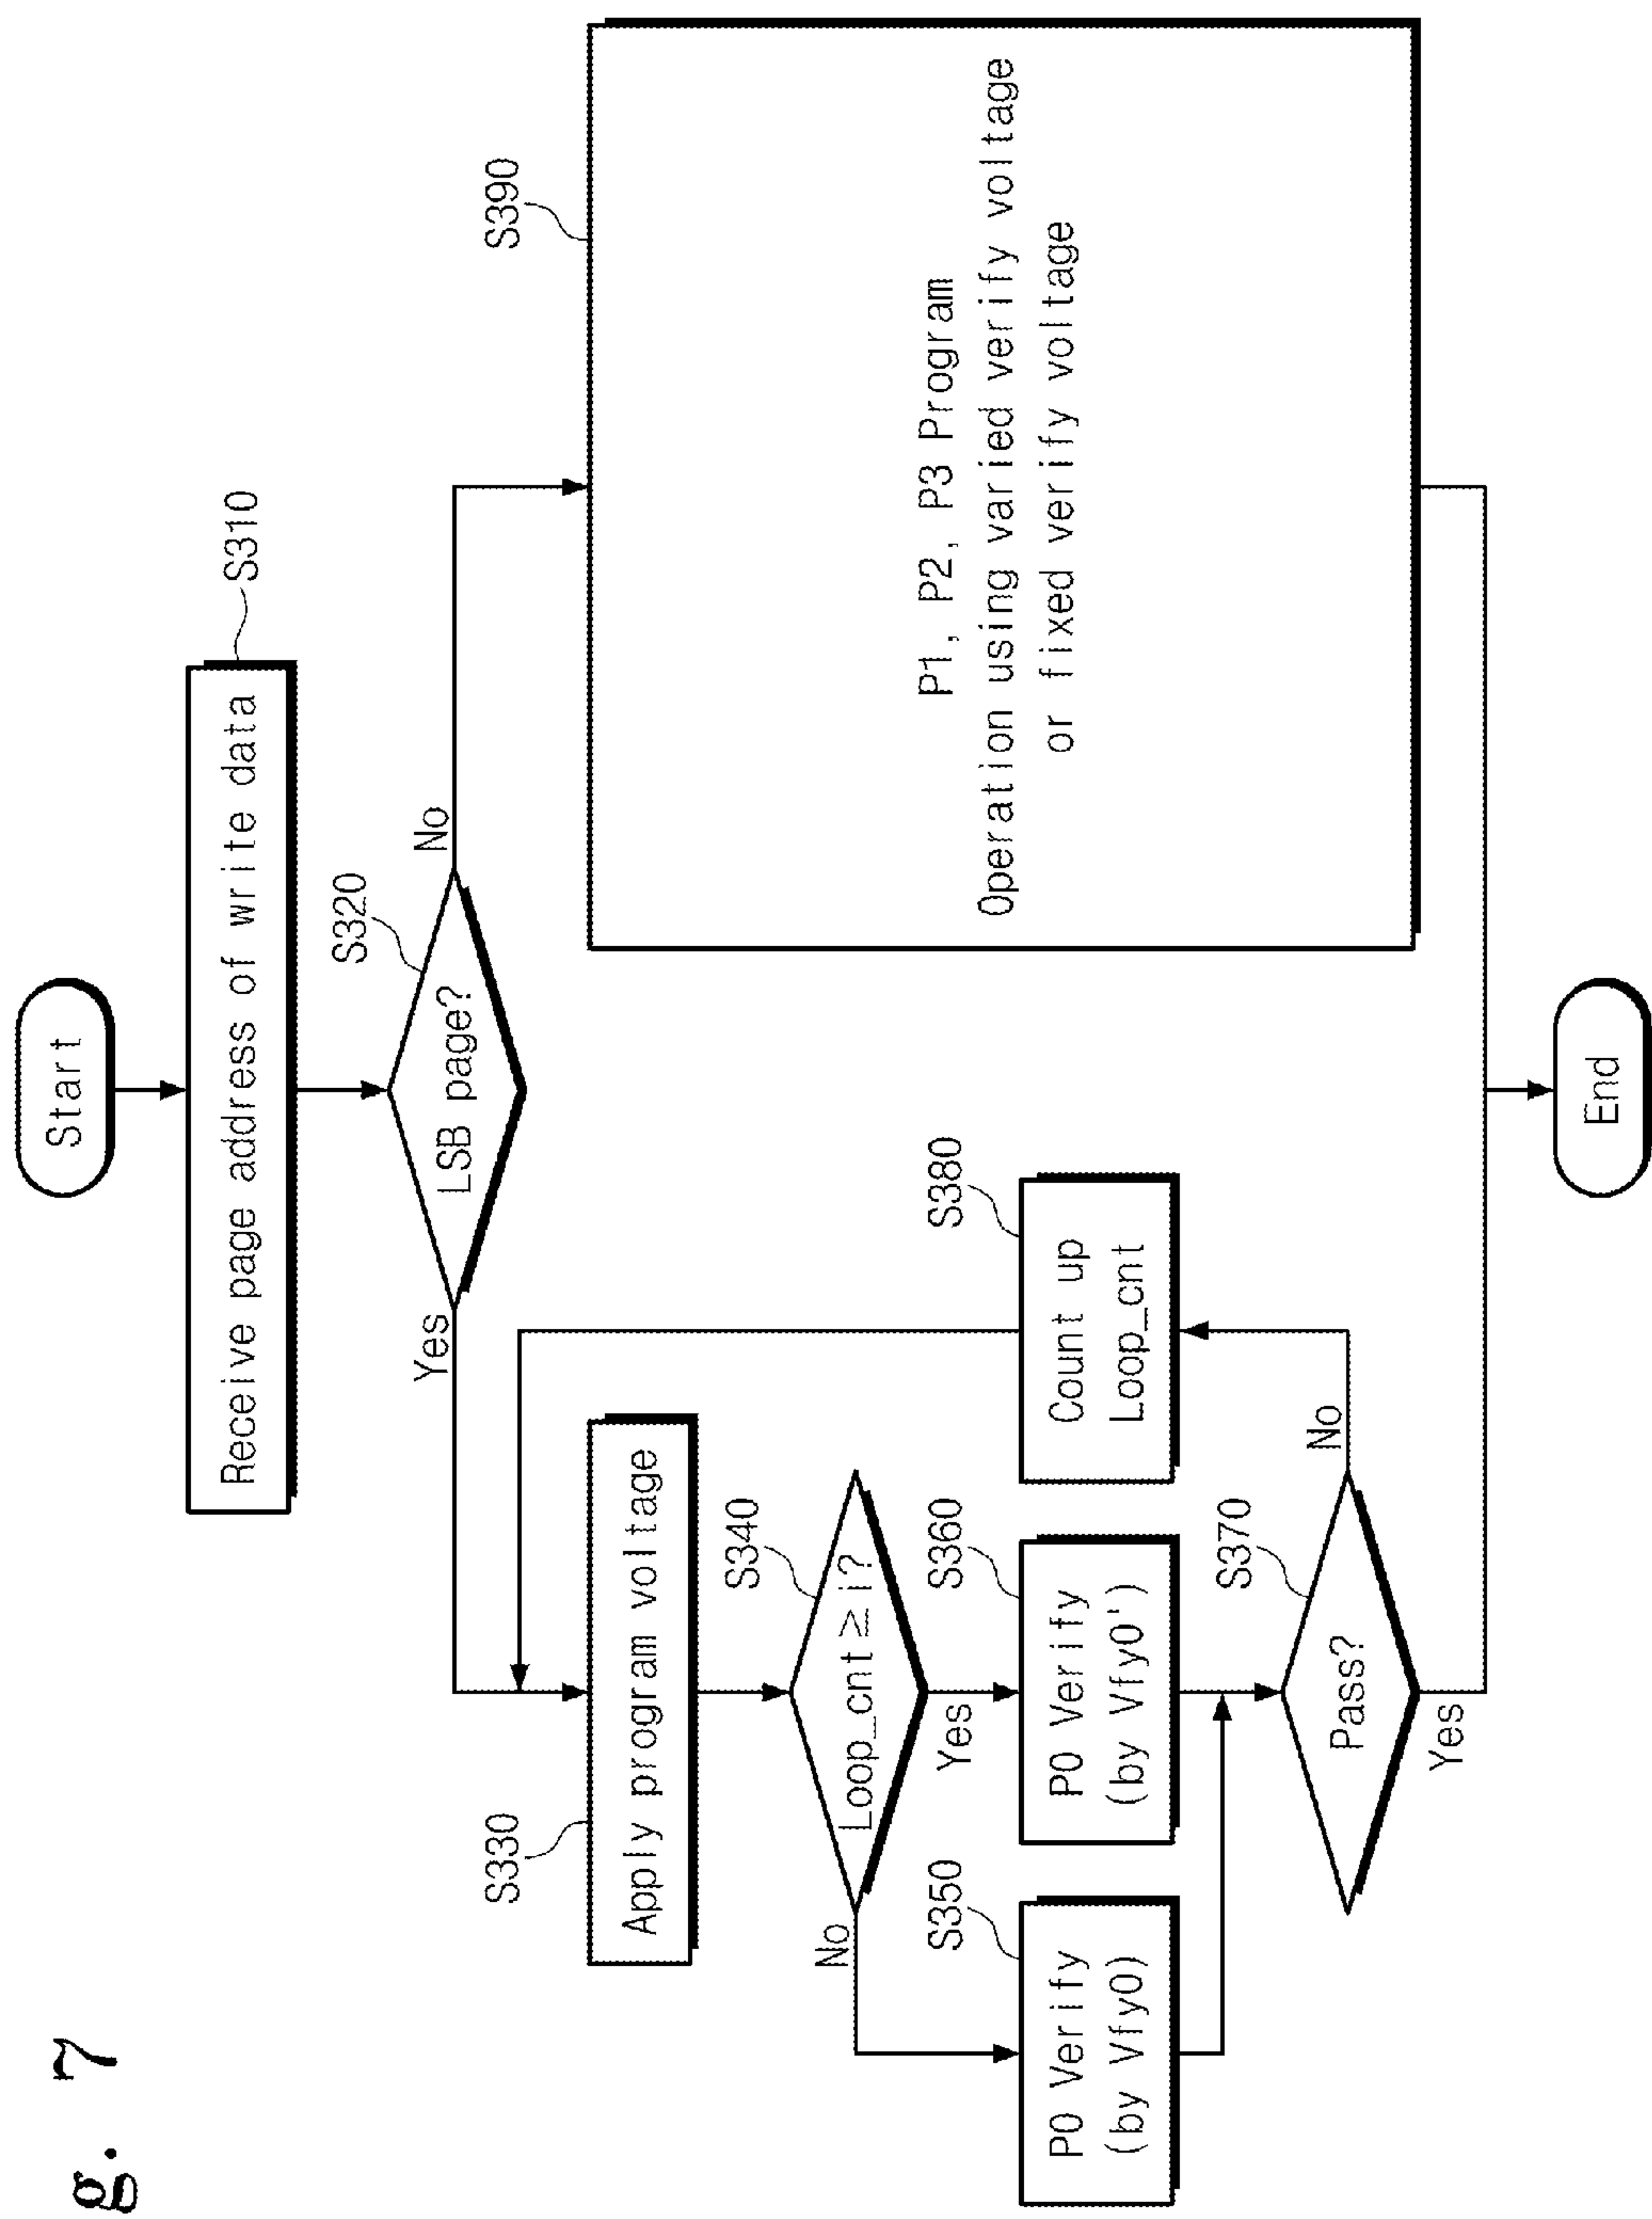 g. 7
Start
Receive page address of write data
S310
LSB page?
S320
Yes
No
S330
Apply program voltage
S340
Loop_cnt≥i?
No
Yes
S350
P0 Verify
(by Vfy0)
S360
P0 Verify
(by Vfy0')
S370
Pass?
No
Yes
S380
Count up
Loop_cnt
S390
P1, P2, P3 Program
Operation using varied verify voltage
or fixed verify voltage
End